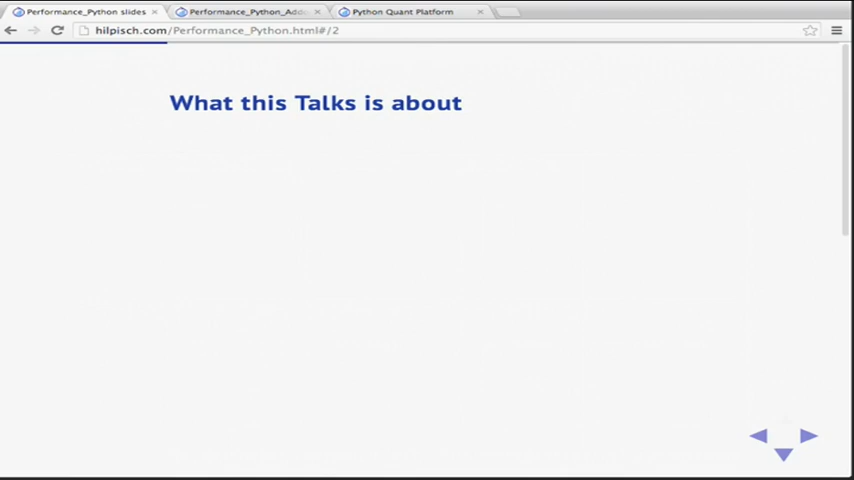 Performance_Python slides
Performance_Python_Add
Python Quant Platform
hilpisch.com/Performance_Python.html#/2
What this Talks is about